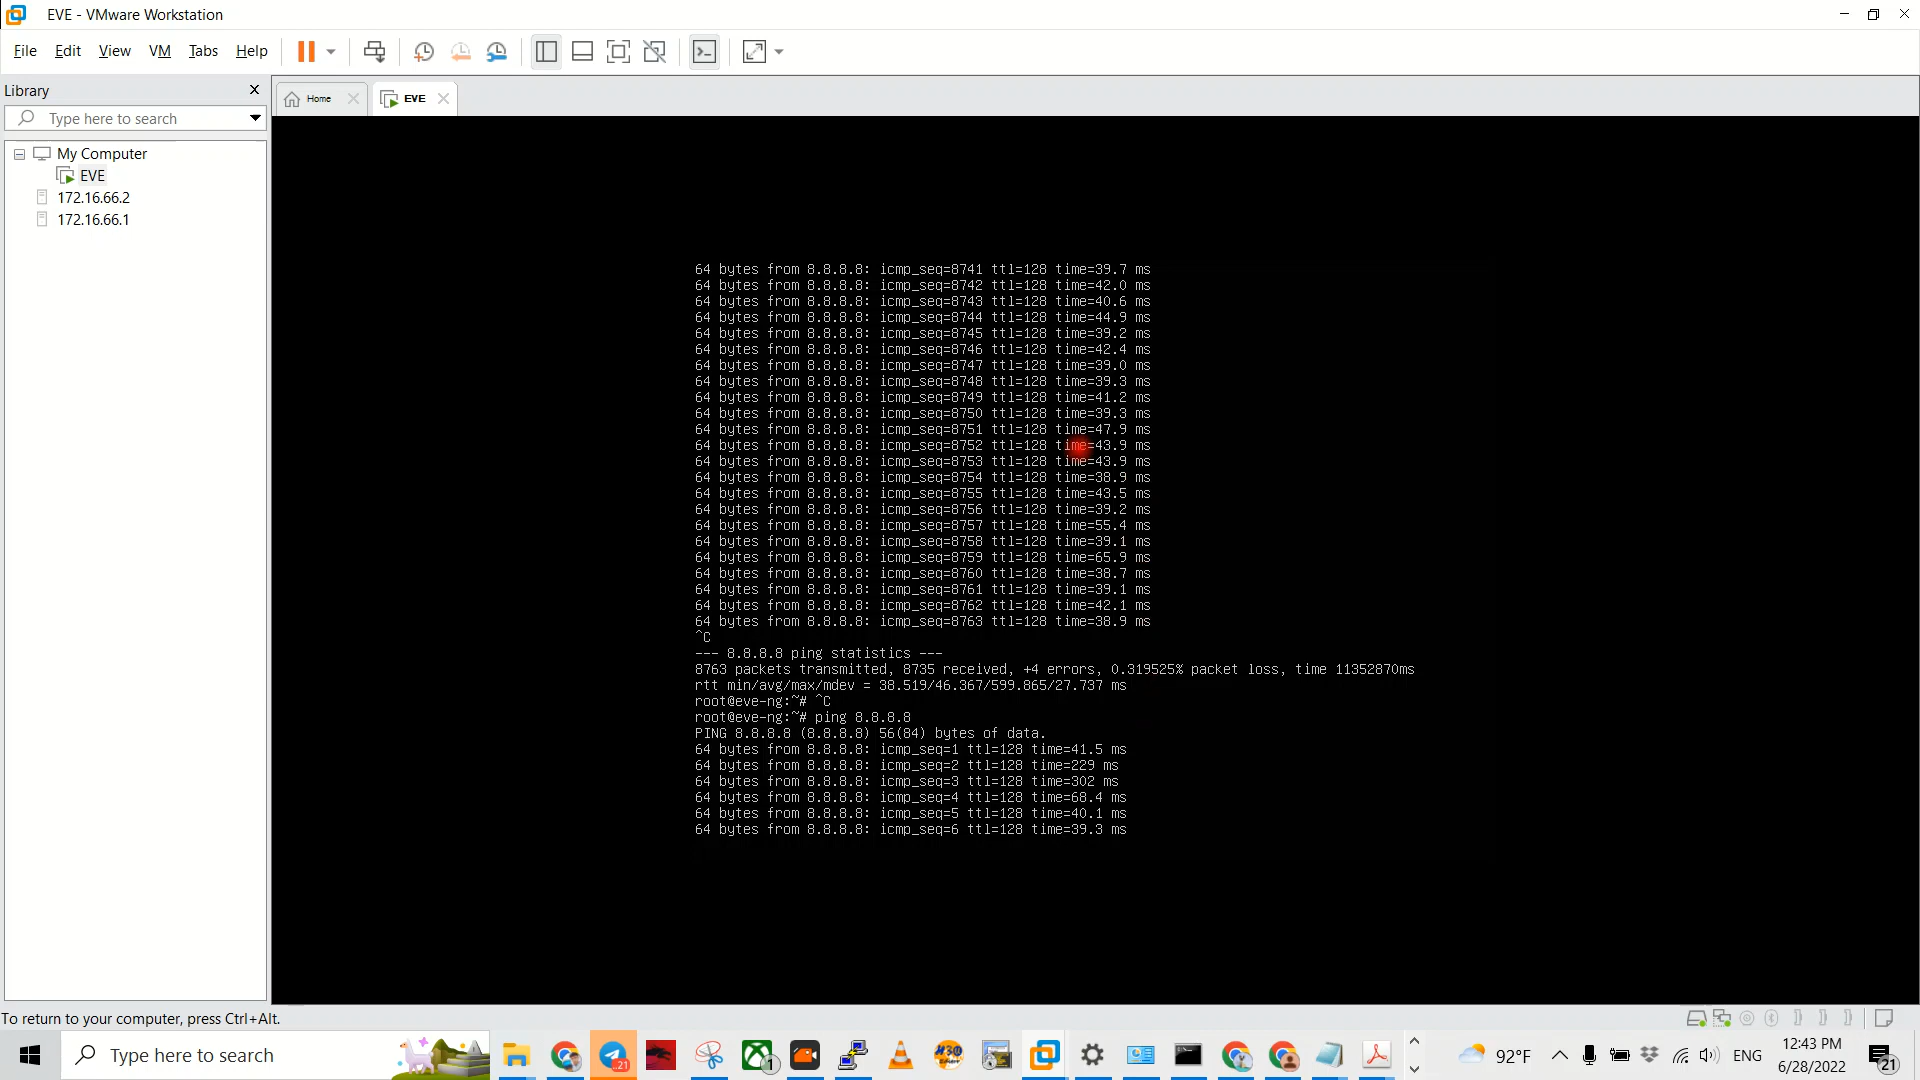 EVE - VMware Workstation
File Edit View VM Tabs Help
Library
Home
EVE
Type here to search
My Computer
EVE
172.16.66.2
172.16.66.1
64 bytes from 8.8.8.8: icmp_seq=8741 ttl=128 time=39.7 ms
64 bytes from 8.8.8.8: icmp_seq=8742 ttl=128 time=42.0 ms
64 bytes from 8.8.8.8: icmp_seq=8743 ttl=128 time=40.6 ms
64 bytes from 8.8.8.8: icmp_seq=8744 ttl=128 time=44.9 ms
64 bytes from 8.8.8.8: icmp_seq=8745 ttl=128 time=39.2 ms
64 bytes from 8.8.8.8: icmp_seq=8746 ttl=128 time=42.4 ms
64 bytes from 8.8.8.8: icmp_seq=8747 ttl=128 time=39.0 ms
64 bytes from 8.8.8.8: icmp_seq=8748 ttl=128 time=39.3 ms
64 bytes from 8.8.8.8: icmp_seq=8749 ttl=128 time=41.2 ms
64 bytes from 8.8.8.8: icmp_seq=8750 ttl=128 time=39.3 ms
64 bytes from 8.8.8.8: icmp_seq=8751 ttl=128 time=47.9 ms
64 bytes from 8.8.8.8: icmp_seq=8752 ttl=128 time=43.9 ms
64 bytes from 8.8.8.8: icmp_seq=8753 ttl=128 time=43.9 ms
64 bytes from 8.8.8.8: icmp_seq=8754 ttl=128 time=38.9 ms
64 bytes from 8.8.8.8: icmp_seq=8755 ttl=128 time=43.5 ms
64 bytes from 8.8.8.8: icmp_seq=8756 ttl=128 time=39.2 ms
64 bytes from 8.8.8.8: icmp_seq=8757 ttl=128 time=55.4 ms
64 bytes from 8.8.8.8: icmp_seq=8758 ttl=128 time=39.1 ms
64 bytes from 8.8.8.8: icmp_seq=8759 ttl=128 time=65.9 ms
64 bytes from 8.8.8.8: icmp_seq=8760 ttl=128 time=38.7 ms
64 bytes from 8.8.8.8: icmp_seq=8761 ttl=128 time=39.1 ms
64 bytes from 8.8.8.8: icmp_seq=8762 ttl=128 time=42.1 ms
64 bytes from 8.8.8.8: icmp_seq=8763 ttl=128 time=38.9 ms
^C
--- 8.8.8.8 ping statistics ---
8763 packets transmitted, 8735 received, +4 errors, 0.319525% packet loss, time 11352870ms
rtt min/avg/max/mdev = 38.519/46.367/599.865/27.737 ms
root@eve-ng:~# ^C
root@eve-ng:~# ping 8.8.8.8
PING 8.8.8.8 (8.8.8.8) 56(84) bytes of data.
64 bytes from 8.8.8.8: icmp_seq=1 ttl=128 time=41.5 ms
64 bytes from 8.8.8.8: icmp_seq=2 ttl=128 time=229 ms
64 bytes from 8.8.8.8: icmp_seq=3 ttl=128 time=302 ms
64 bytes from 8.8.8.8: icmp_seq=4 ttl=128 time=68.4 ms
64 bytes from 8.8.8.8: icmp_seq=5 ttl=128 time=40.1 ms
64 bytes from 8.8.8.8: icmp_seq=6 ttl=128 time=39.3 ms
To return to your computer, press Ctrl+Alt.
Type here to search
21
1
92°F
ENG
12:43 PM
6/28/2022
21